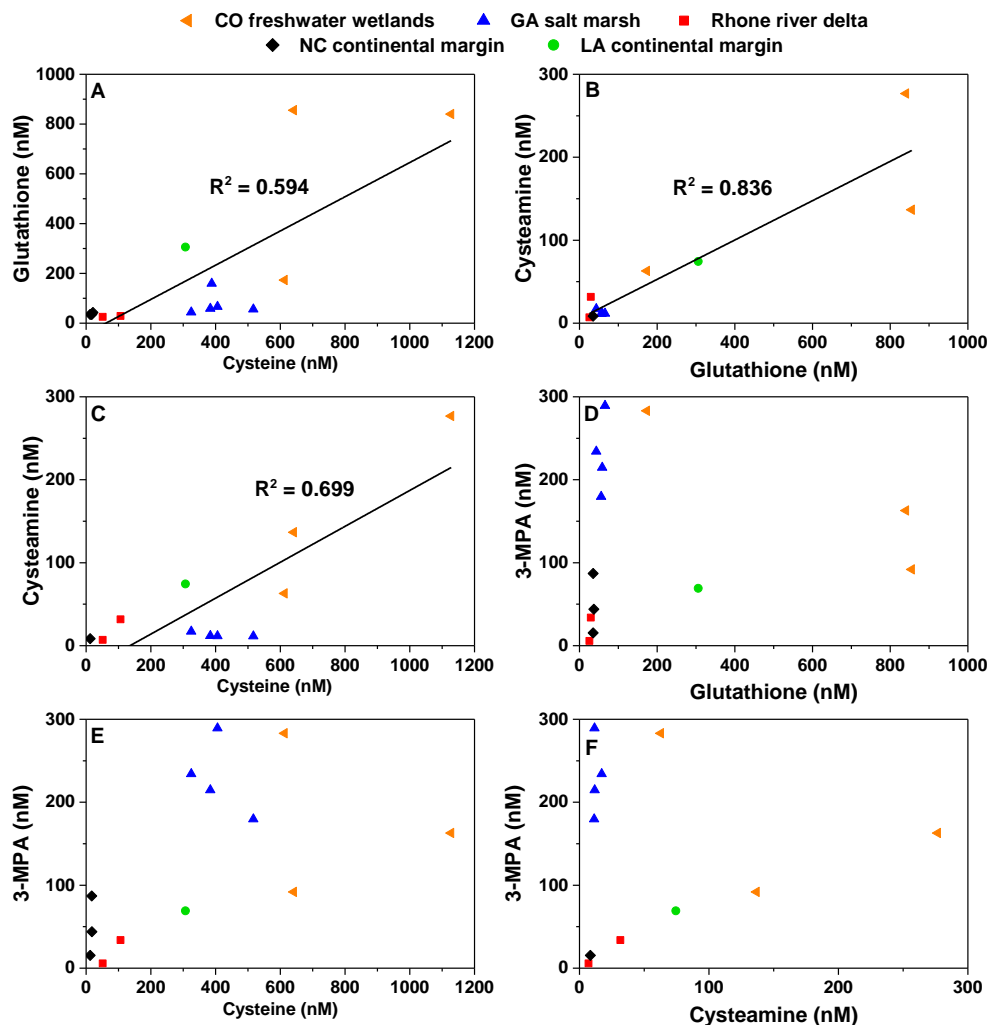 CO freshwater wetlands GA salt marsh Rhone river delta
NC continental margin LA continental margin
A
1000
800
600
400
200
0
Glutathione (nM)
R² = 0.594
0 200 400 600 800 1000 1200
Cysteine (nM)
B
300
200
100
0
Cysteamine (nM)
R² = 0.836
0 200 400 600 800 1000
Glutathione (nM)
C
300
200
100
0
Cysteamine (nM)
R² = 0.699
0 200 400 600 800 1000 1200
Cysteine (nM)
D
300
200
100
0
3-MPA (nM)
0 200 400 600 800 1000
Glutathione (nM)
E
300
200
100
0
3-MPA (nM)
0 200 400 600 800 1000 1200
Cysteine (nM)
F
300
200
100
0
3-MPA (nM)
0 100 200 300
Cysteamine (nM)